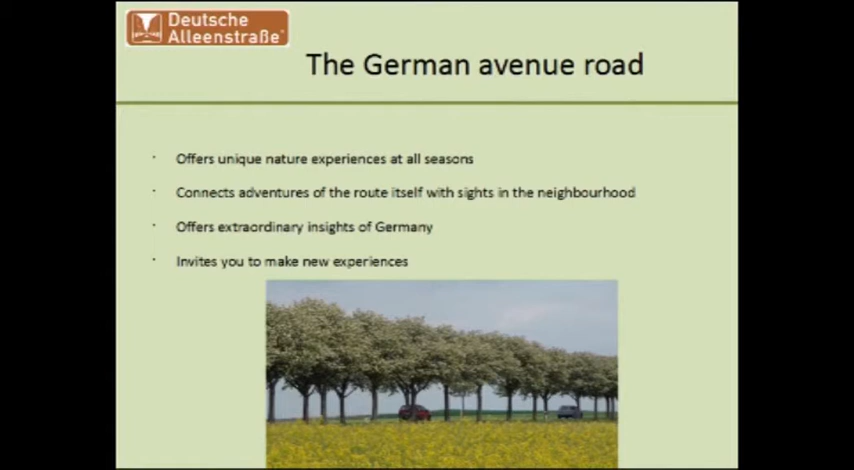 Deutsche
Alleenstraße
The German avenue road
· Offers unique nature experiences at all seasons
· Connects adventures of the route itself with sights in the neighbourhood
· Offers extraordinary insights of Germany
· Invites you to make new experiences